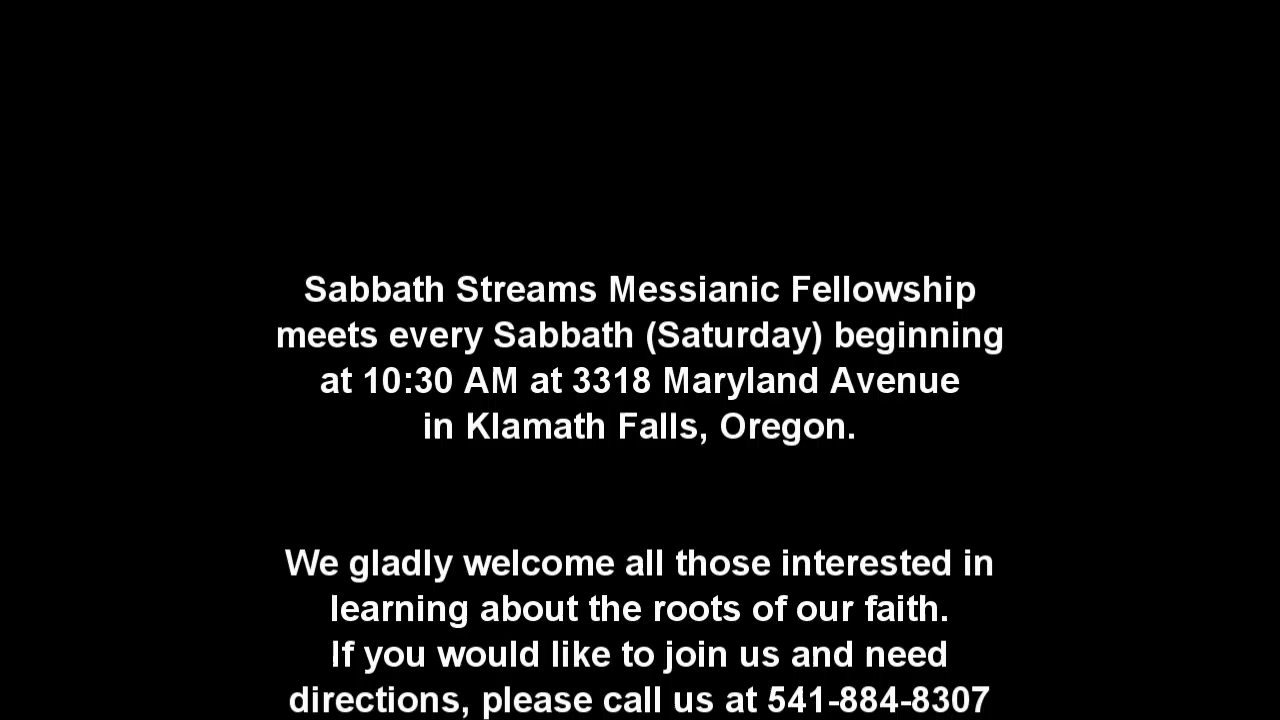 Sabbath Streams Messianic Fellowship
meets every Sabbath (Saturday) beginning
at 10:30 AM at 3318 Maryland Avenue
in Klamath Falls, Oregon.
We gladly welcome all those interested in
learning about the roots of our faith.
If you would like to join us and need
directions, please call us at 541-884-8307